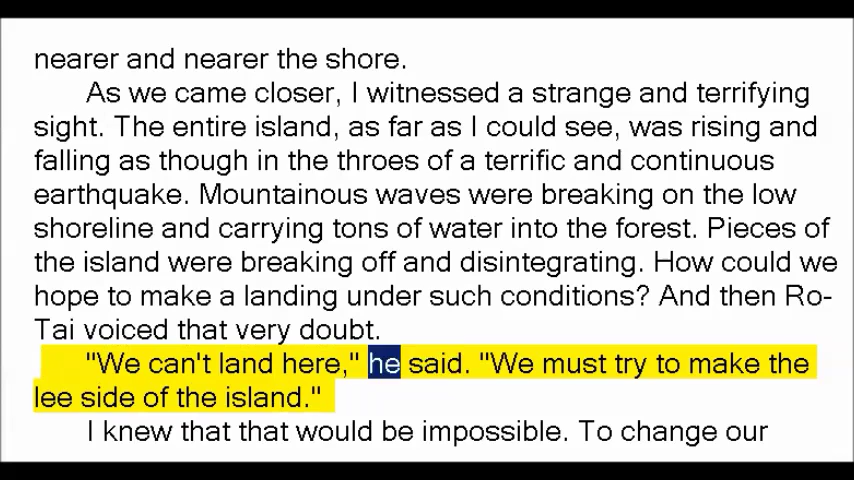 nearer and nearer the shore.
As we came closer, I witnessed a strange and terrifying
sight. The entire island, as far as I could see, was rising and
falling as though in the throes of a terrific and continuous
earthquake. Mountainous waves were breaking on the low
shoreline and carrying tons of water into the forest. Pieces of
the island were breaking off and disintegrating. How could we
hope to make a landing under such conditions? And then Ro-
Tai voiced that very doubt.
"We can't land here," he said. "We must try to make the
lee side of the island."
I knew that that would be impossible. To change our